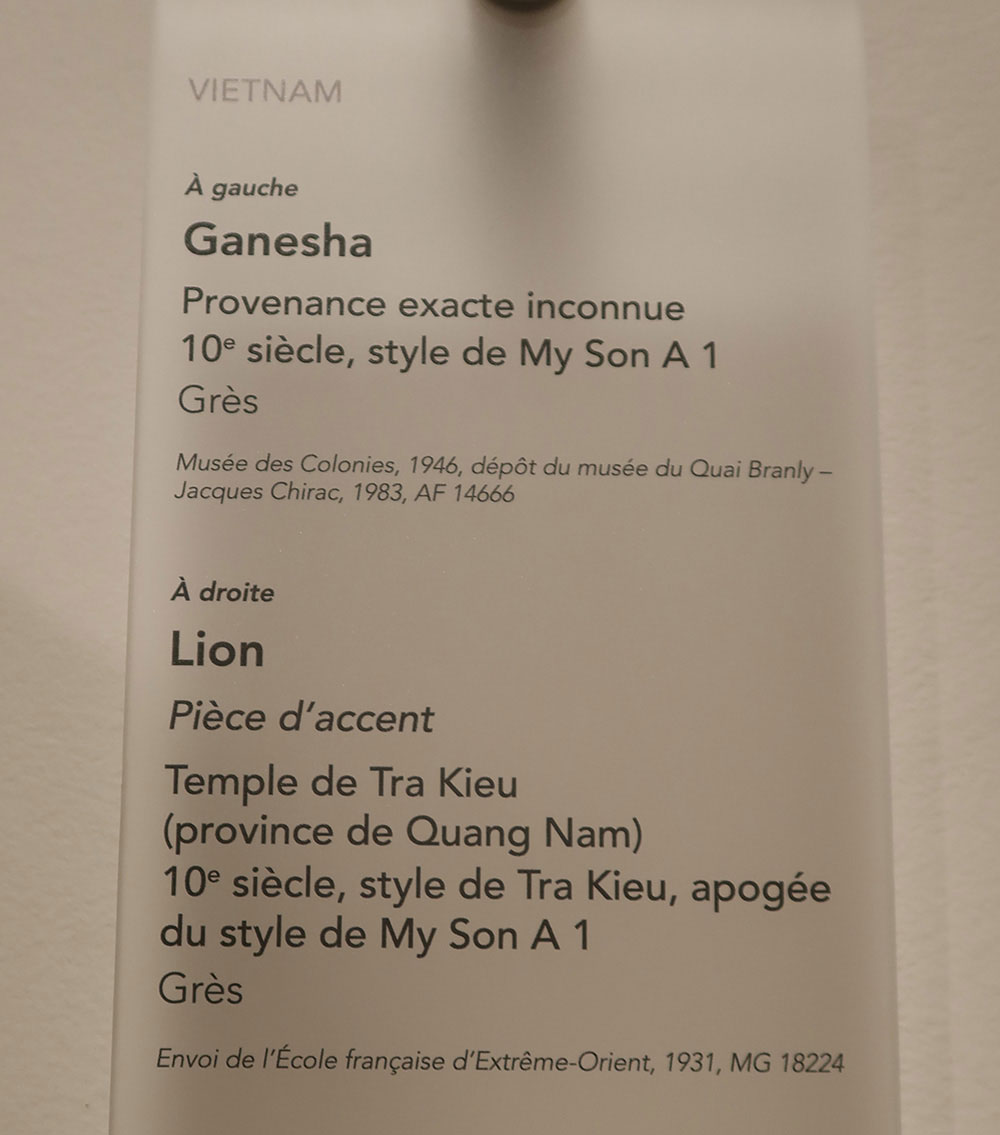 VIETNAM
À gauche
Ganesha
Provenance exacte inconnue
10e siècle, style de My Son A 1
Grès
Musée des Colonies, 1946, dépôt du musée du Quai Branly –
Jacques Chirac, 1983, AF 14666
À droite
Lion
Pièce d’accent
Temple de Tra Kieu
(province de Quang Nam)
10e siècle, style de Tra Kieu, apogée
du style de My Son A 1
Grès
Envoi de l’École française d’Extrême-Orient, 1931, MG 18224